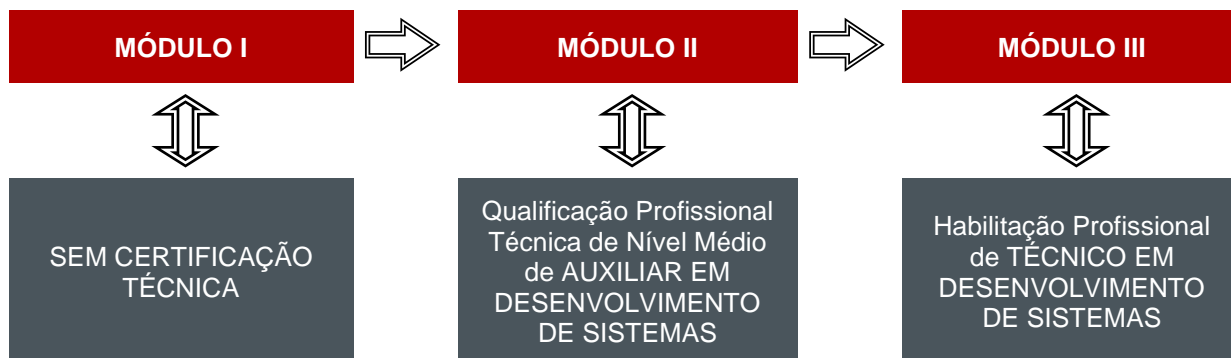 MÓDULO I
MÓDULO II
MÓDULO III
SEM CERTIFICAÇÃO
TÉCNICA
Qualificação Profissional
Técnica de Nível Médio
de AUXILIAR EM
DESENVOLVIMENTO
DE SISTEMAS
Habilitação Profissional
de TÉCNICO EM
DESENVOLVIMENTO
DE SISTEMAS